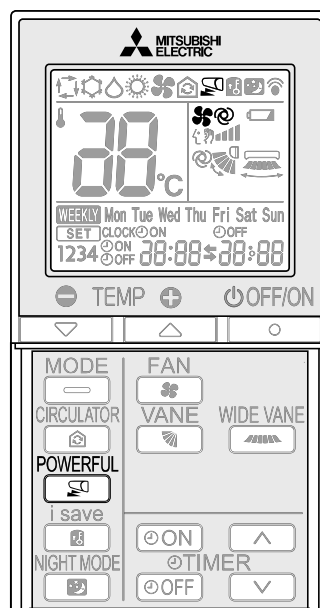 MITSUBISHI
ELECTRIC
88°C
WEEKLY Mon Tue Wed Thu Fri Sat Sun
SET CLOCK ON OFF
1234 ON OFF 88:88 88:88
TEMP OFF/ON
MODE FAN
CIRCULATOR VANE WIDE VANE
POWERFUL
i save
ON
NIGHT MODE TIMER
OFF